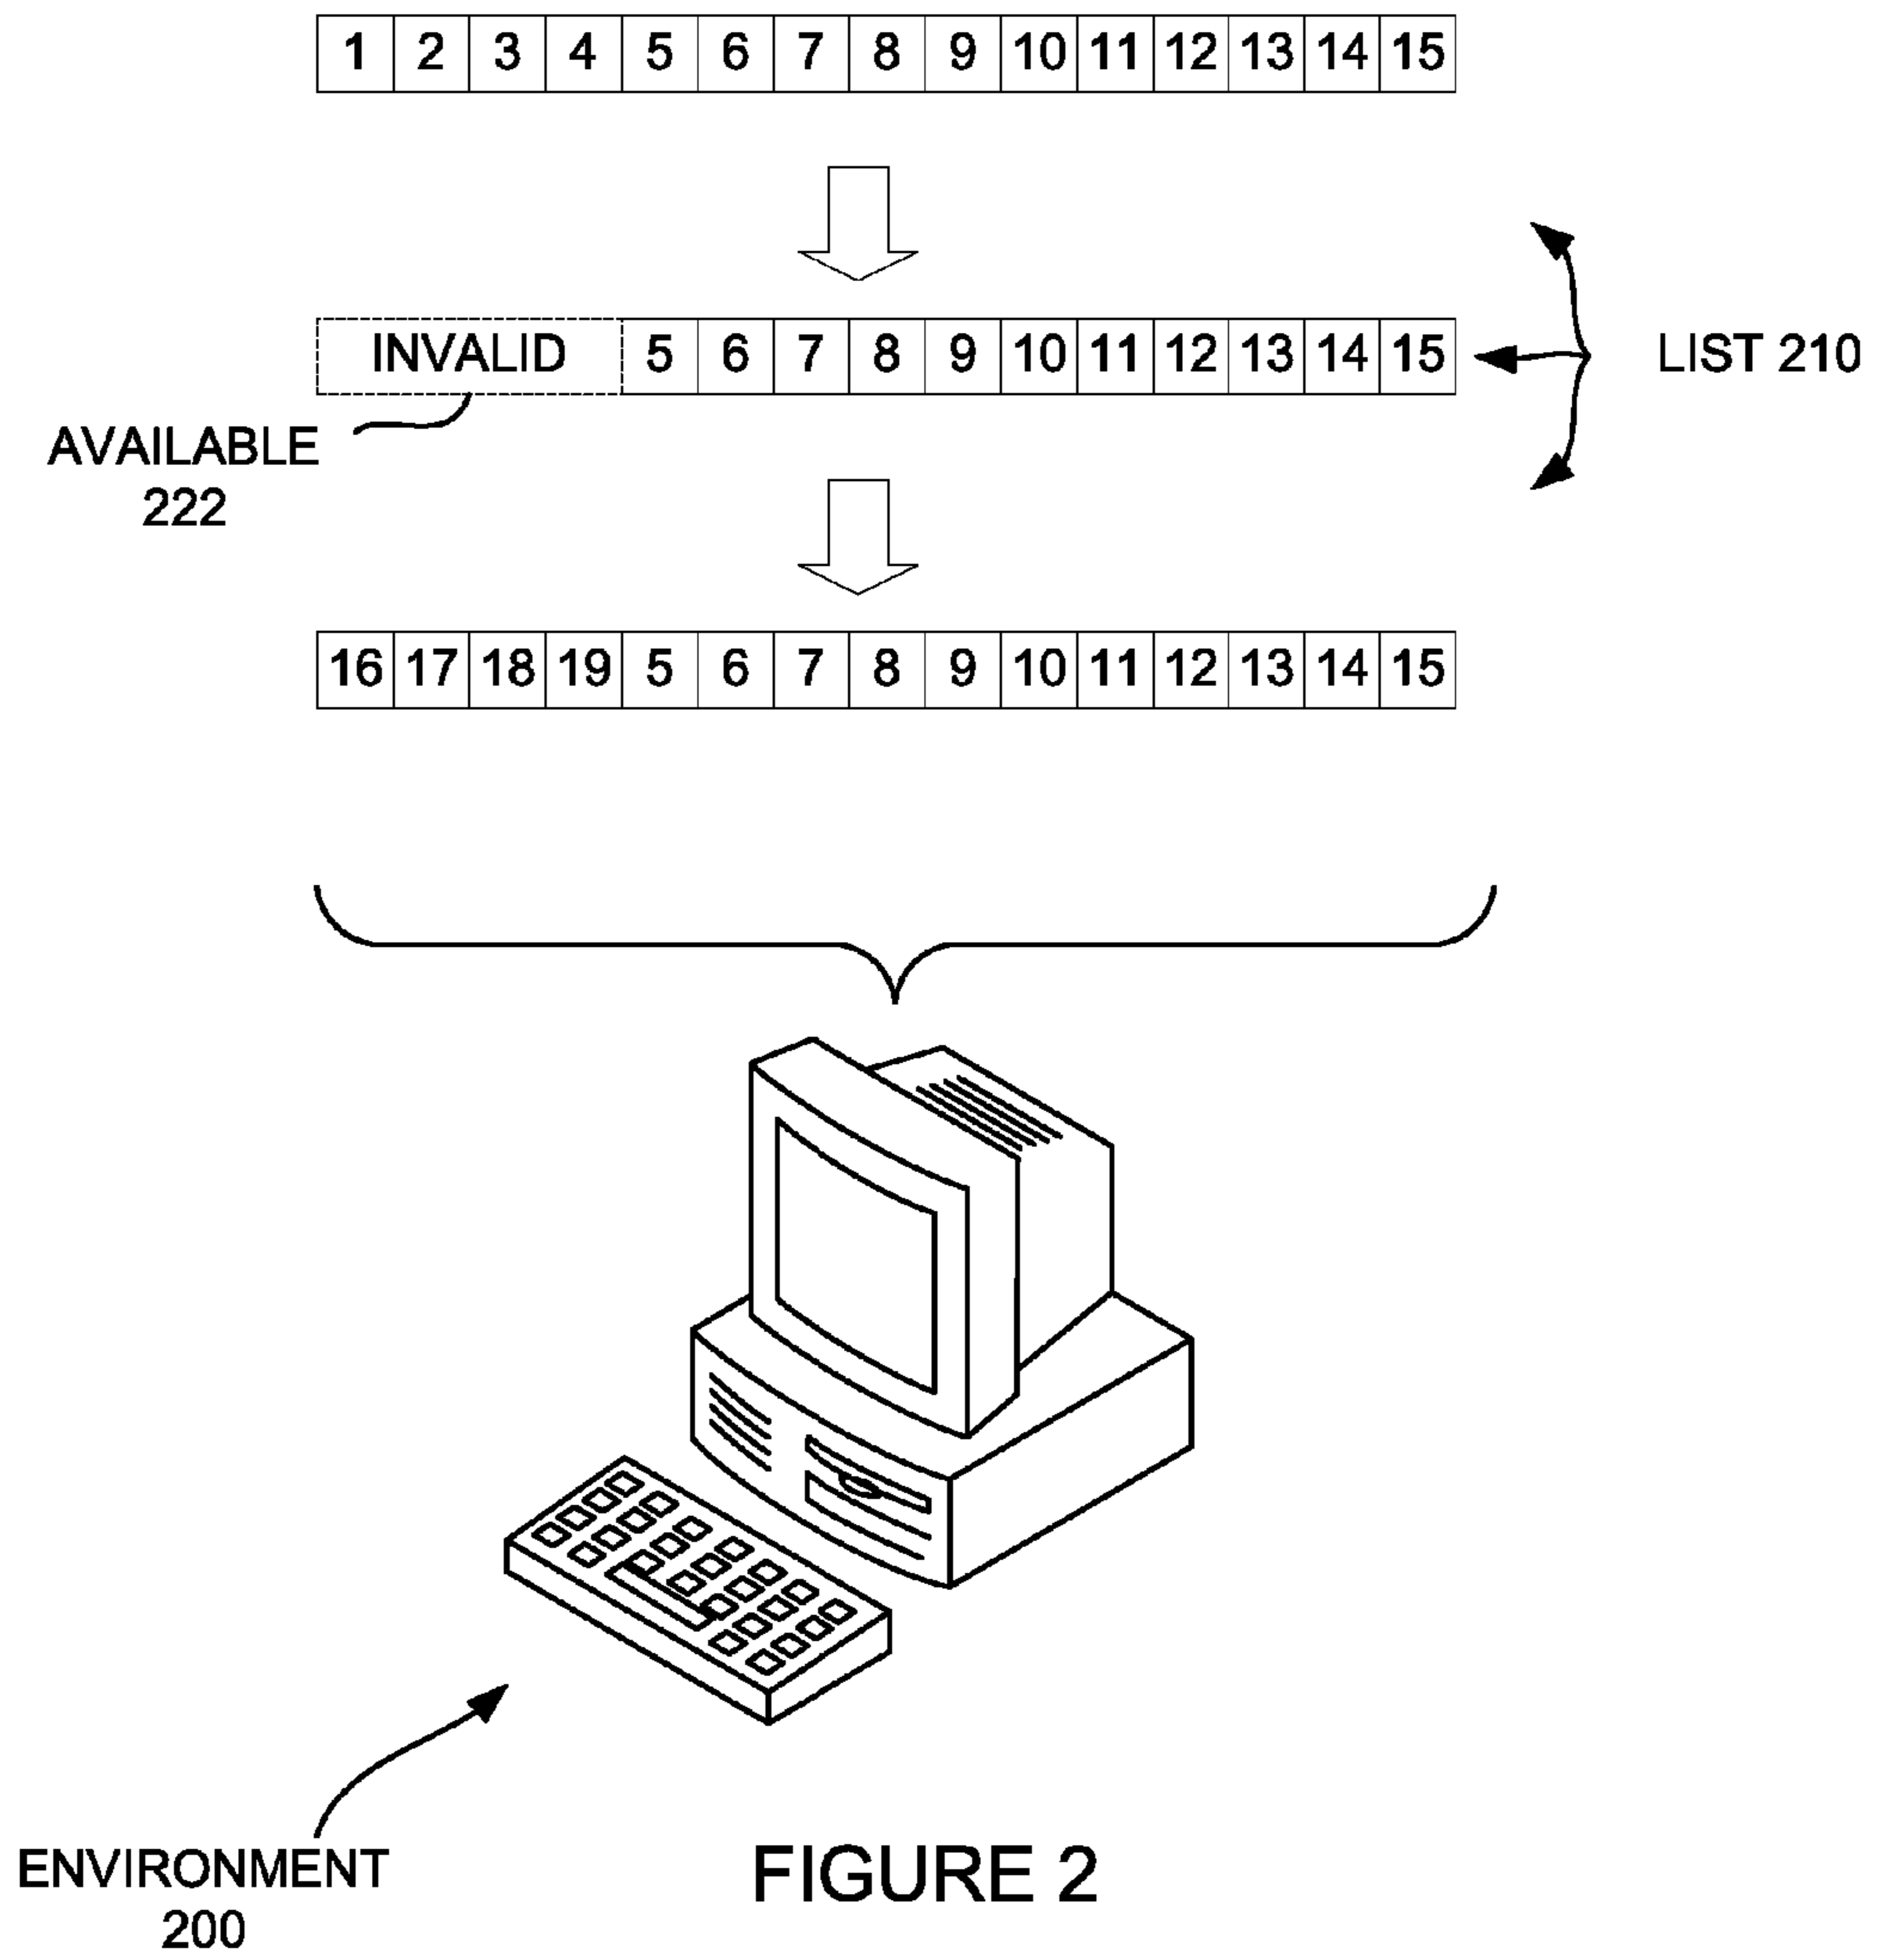 1 2 3 4 5 6 7 8 9 10 11 12 13 14 15
INVALID 5 6 7 8 9 10 11 12 13 14 15
LIST 210
AVAILABLE
222
16 17 18 19 5 6 7 8 9 10 11 12 13 14 15
ENVIRONMENT
200
FIGURE 2